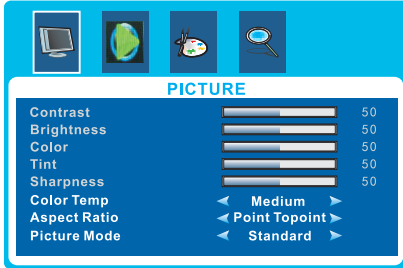 PICTURE
Contrast 50
Brightness 50
Color 50
Tint 50
Sharpness 50
Color Temp Medium
Aspect Ratio Point Topoint
Picture Mode Standard